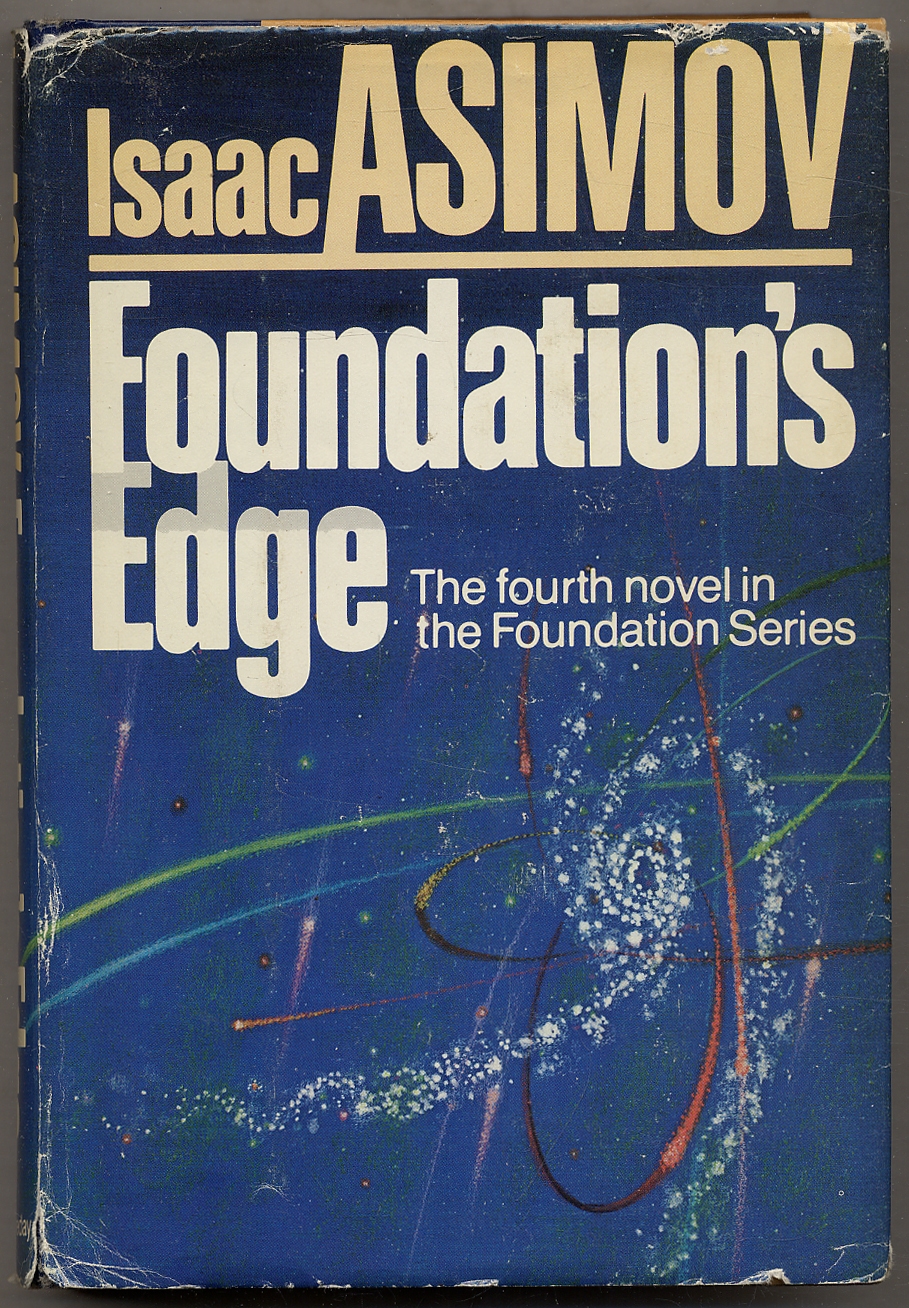 Isaac ASIMOV
Foundation's
Edge
The fourth novel in
the Foundation Series